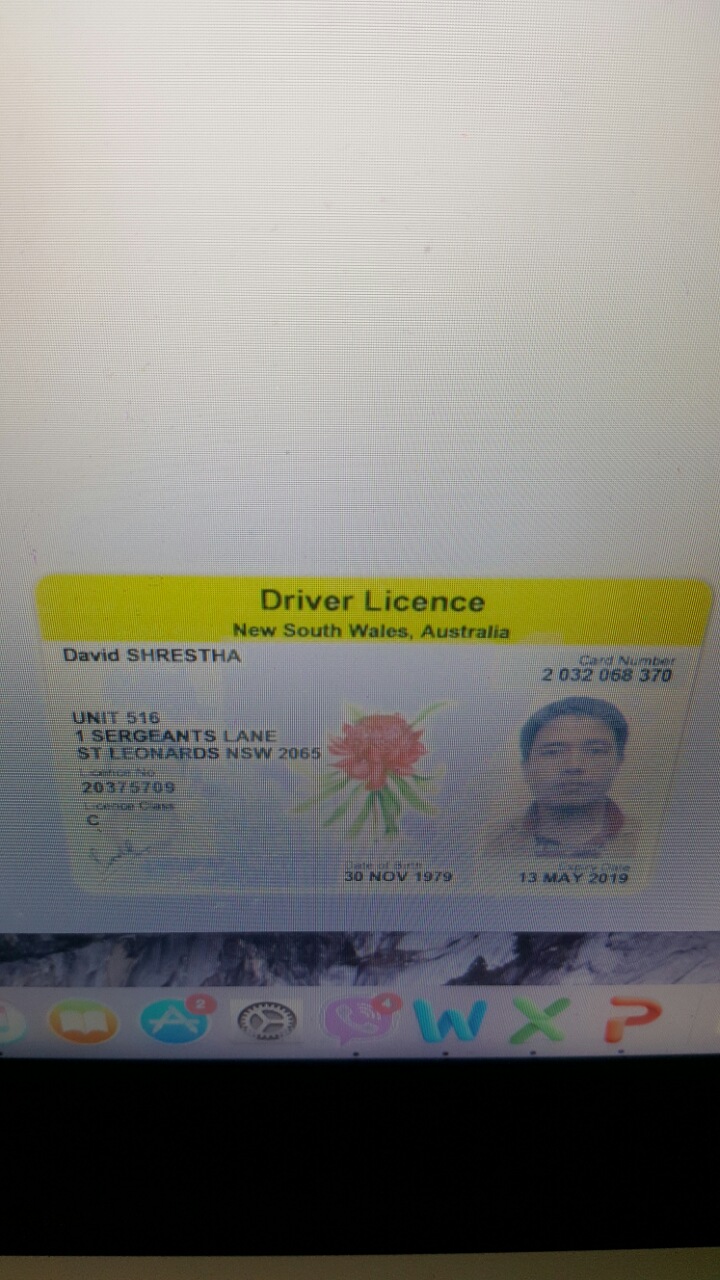 Driver Licence
New South Wales, Australia
David SHRESTHA
Card Number
2 032 068 370
UNIT 516
1 SERGEANTS LANE
ST LEONARDS NSW 2065
Licence No
20375709
Licence Class
C
Date of Birth
30 NOV 1979
Expiry Date
13 MAY 2019
2
4